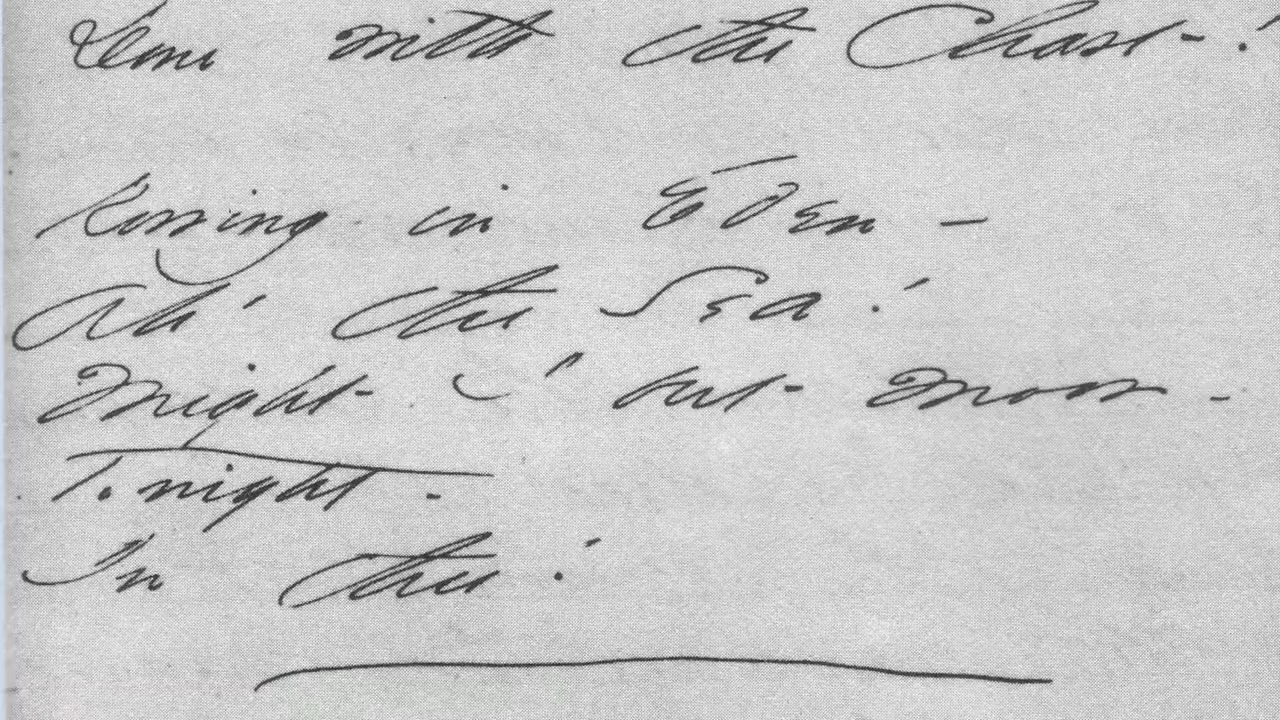 Done with the Chart - !
Rowing in Eden -
Ah! the Sea!
Might I but moor -
Tonight -
In thee!